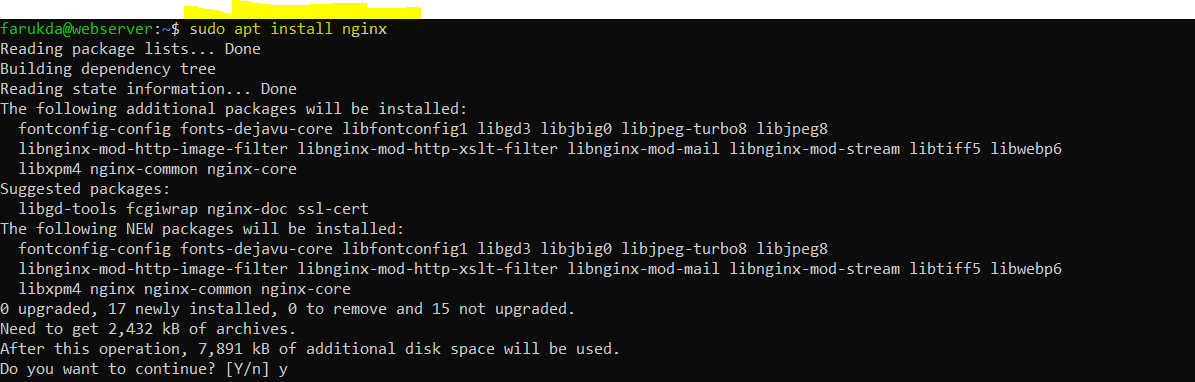 farukda@webserver:~$ sudo apt install nginx
Reading package lists... Done
Building dependency tree
Reading state information... Done
The following additional packages will be installed:
  fontconfig-config fonts-dejavu-core libfontconfig1 libgd3 libjbig0 libjpeg-turbo8 libjpeg8
  libnginx-mod-http-image-filter libnginx-mod-http-xslt-filter libnginx-mod-mail libnginx-mod-stream libtiff5 libwebp6
  libxpm4 nginx-common nginx-core
Suggested packages:
  libgd-tools fcgiwrap nginx-doc ssl-cert
The following NEW packages will be installed:
  fontconfig-config fonts-dejavu-core libfontconfig1 libgd3 libjbig0 libjpeg-turbo8 libjpeg8
  libnginx-mod-http-image-filter libnginx-mod-http-xslt-filter libnginx-mod-mail libnginx-mod-stream libtiff5 libwebp6
  libxpm4 nginx nginx-common nginx-core
0 upgraded, 17 newly installed, 0 to remove and 15 not upgraded.
Need to get 2,432 kB of archives.
After this operation, 7,891 kB of additional disk space will be used.
Do you want to continue? [Y/n] y